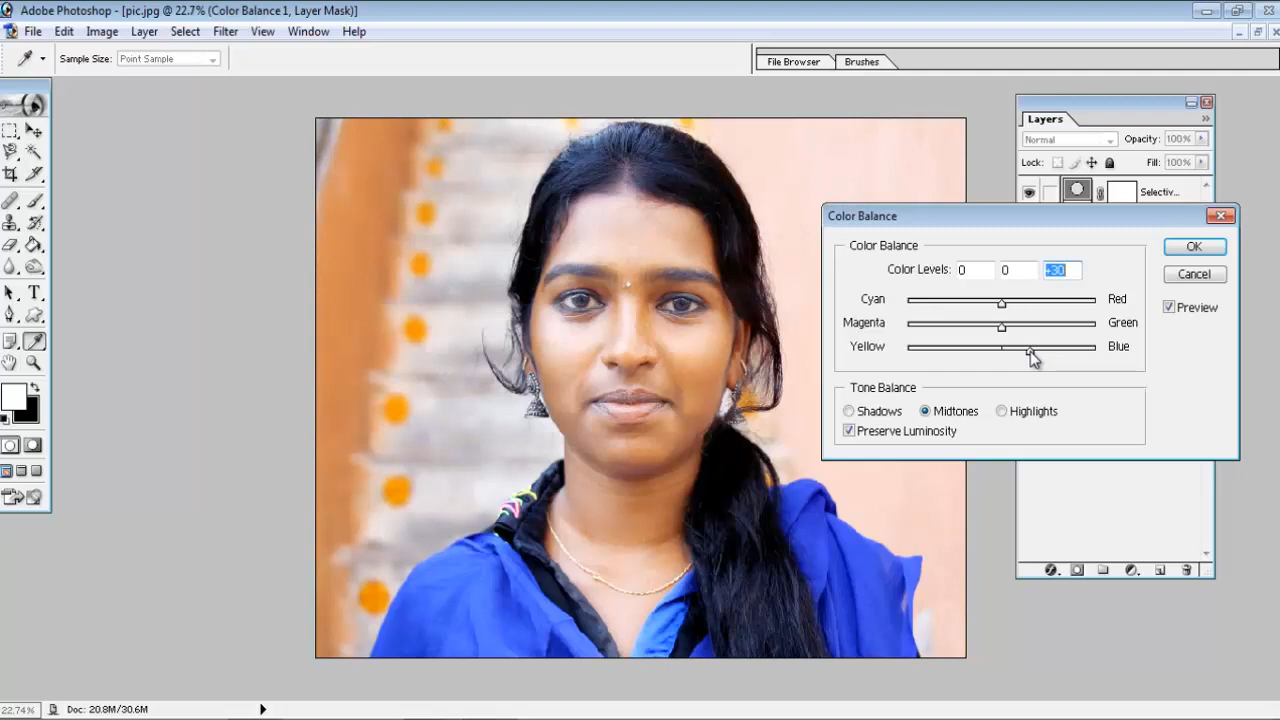 Adobe Photoshop - [pic.jpg @ 22.7% (Color Balance 1, Layer Mask)]
File Edit Image Layer Select Filter View Window Help
Sample Size: Point Sample
File Browser Brushes
Layers
Normal Opacity: 100%
Lock: Fill: 100%
Selectiv...
Color Balance
Color Balance
Color Levels: 0 0 +30
Cyan Red
Magenta Green
Yellow Blue
OK
Cancel
Preview
Tone Balance
Shadows Midtones Highlights
Preserve Luminosity
T
22.74% Doc: 20.8M/30.6M